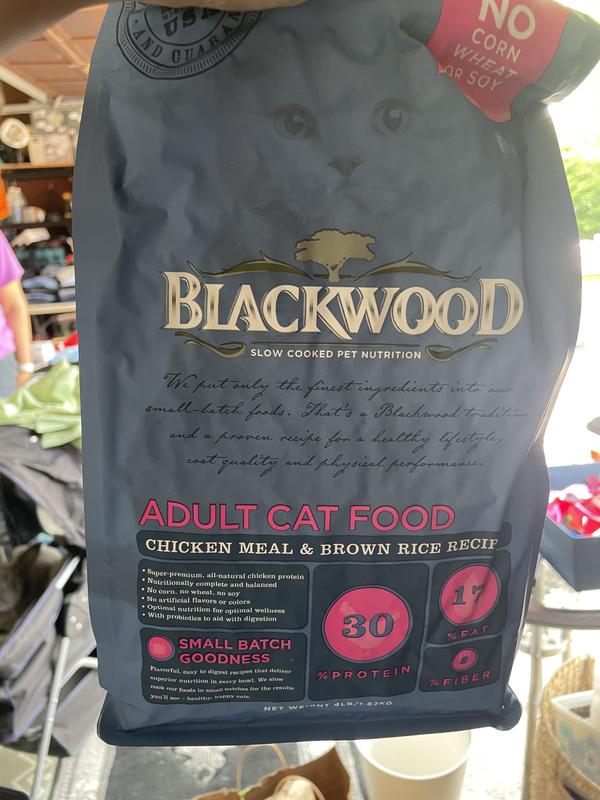 USA
AND GUARAN
NO
CORN
WHEAT
OR SOY
BLACKWOOD
SLOW COOKED PET NUTRITION
We put only the finest ingredients into our
small-batch foods. That's a Blackwood tradition
and a proven recipe for a healthy lifestyle,
coat quality and physical performance.
ADULT CAT FOOD
CHICKEN MEAL & BROWN RICE RECIP
• Super-premium, all-natural chicken protein
• Nutritionally complete and balanced
• No corn, no wheat, no soy
• No artificial flavors or colors
• Optimal nutrition for optimal wellness
• With probiotics to aid with digestion
SMALL BATCH
GOODNESS
Flavorful, easy to digest recipes that deliver
superior nutrition in every bowl. We slow
cook our foods in small batches for the results
you'll see – healthy, happy cats.
30
% PROTEIN
17
% FAT
% FIBER
NET WEIGHT 4LB/1.82KG